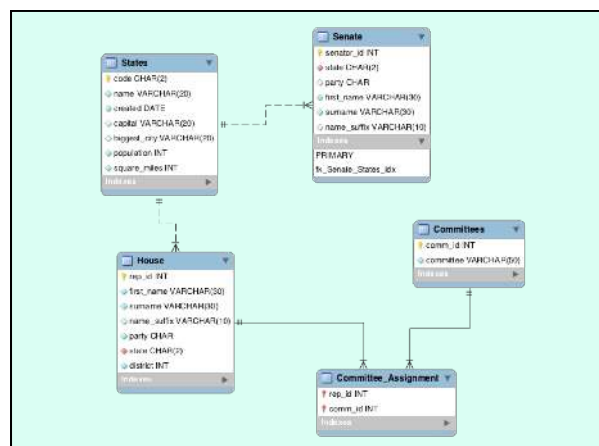 States
code CHAR(2)
name VARCHAR(20)
created DATE
capital VARCHAR(20)
biggest_city VARCHAR(20)
population INT
square_miles INT
Indexes
Senate
senator_id INT
state CHAR(2)
party CHAR
first_name VARCHAR(30)
surname VARCHAR(30)
name_suffix VARCHAR(10)
Indexes
PRIMARY
fk_Senate_States_idx
House
rep_id INT
first_name VARCHAR(30)
surname VARCHAR(30)
name_suffix VARCHAR(10)
party CHAR
state CHAR(2)
district INT
Indexes
Committees
comm_id INT
committee VARCHAR(50)
Indexes
Committee_Assignment
rep_id INT
comm_id INT
Indexes